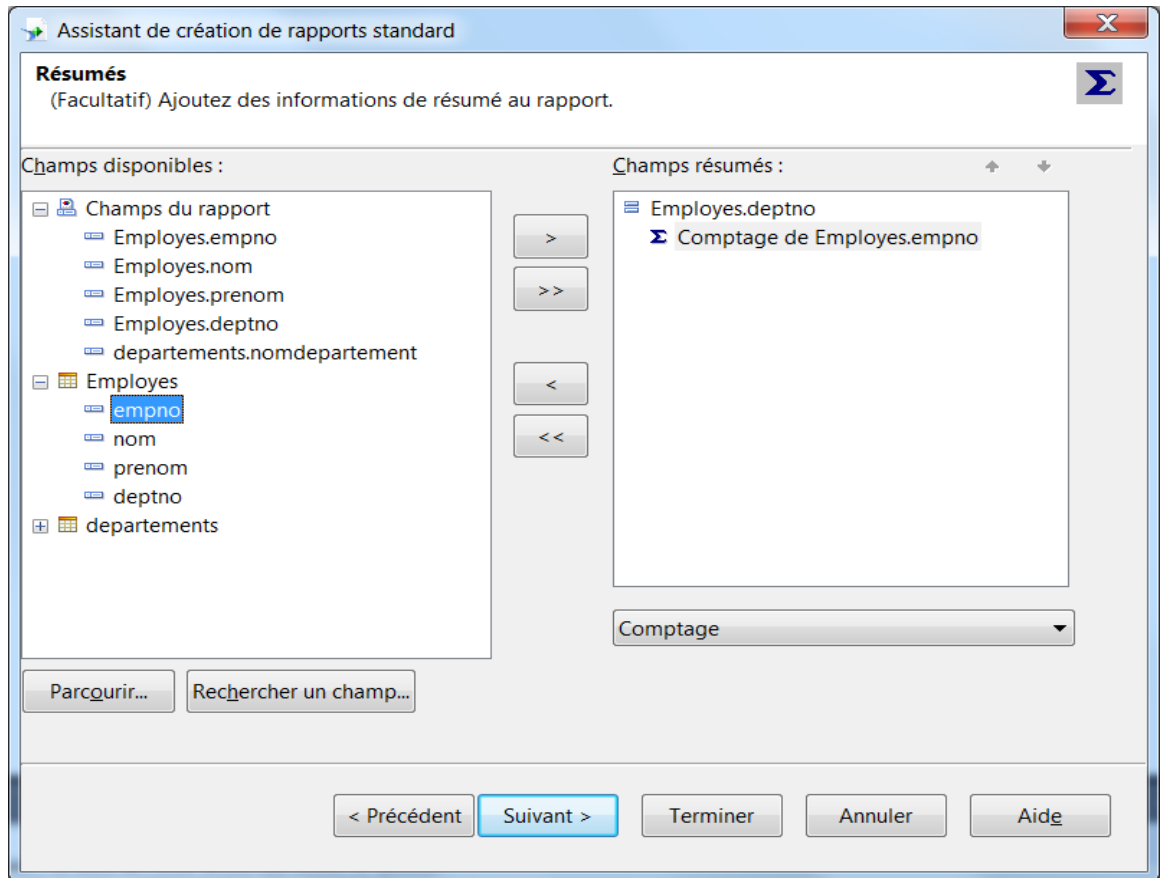 Assistant de création de rapports standard
X
Résumés
(Facultatif) Ajoutez des informations de résumé au rapport.
Σ
Champs disponibles :
Champs du rapport
Employes.empno
Employes.nom
Employes.prenom
Employes.deptno
departements.nomdepartement
Employes
empno
nom
prenom
deptno
departements
>
>>
<
<<
Champs résumés :
Employes.deptno
Σ Comptage de Employes.empno
Comptage
Parcourir... Rechercher un champ...
< Précédent Suivant > Terminer Annuler Aide